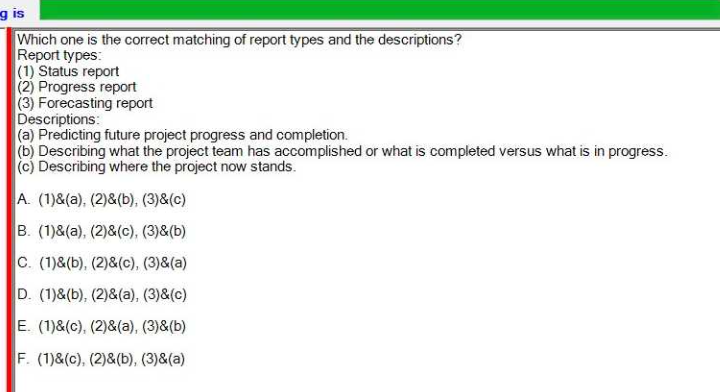 g is
Which one is the correct matching of report types and the descriptions?
Report types:
(1) Status report
(2) Progress report
(3) Forecasting report
Descriptions:
(a) Predicting future project progress and completion.
(b) Describing what the project team has accomplished or what is completed versus what is in progress.
(c) Describing where the project now stands.
A. (1)&(a), (2)&(b), (3)&(c)
B. (1)&(a), (2)&(c), (3)&(b)
C. (1)&(b), (2)&(c), (3)&(a)
D. (1)&(b), (2)&(a), (3)&(c)
E. (1)&(c), (2)&(a), (3)&(b)
F. (1)&(c), (2)&(b), (3)&(a)